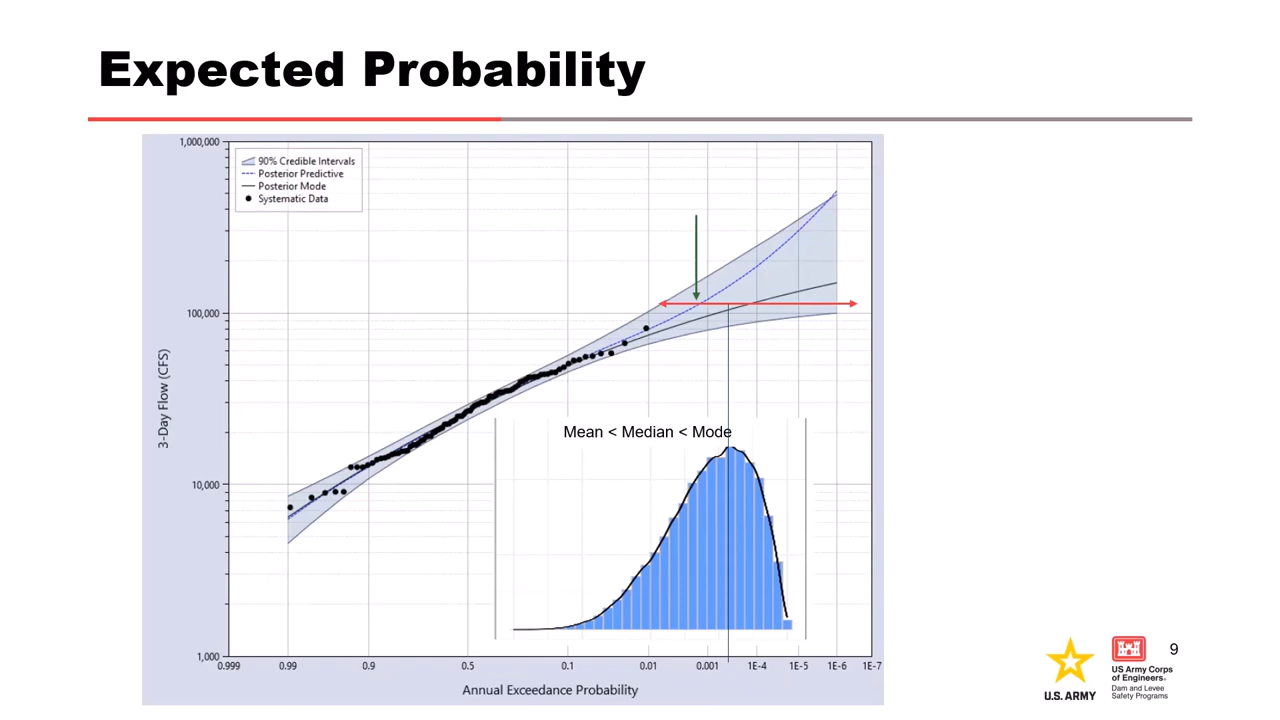 Expected Probability
1,000,000
90% Credible Intervals
Posterior Predictive
Posterior Mode
Systematic Data
100,000
3-Day Flow (CFS)
Mean < Median < Mode
10,000
1,000
0.999 0.99 0.9 0.5 0.1 0.01 0.001 1E-4 1E-5 1E-6 1E-7
Annual Exceedance Probability
9
U.S. ARMY
US Army Corps
of Engineers®
Dam and Levee
Safety Programs